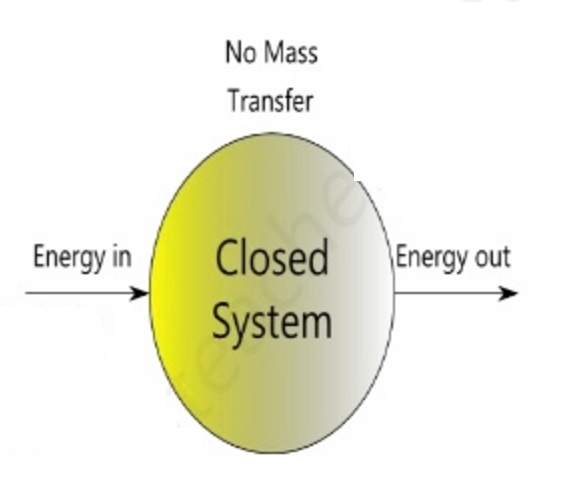 No Mass
Transfer
Energy in
Closed
System
Energy out